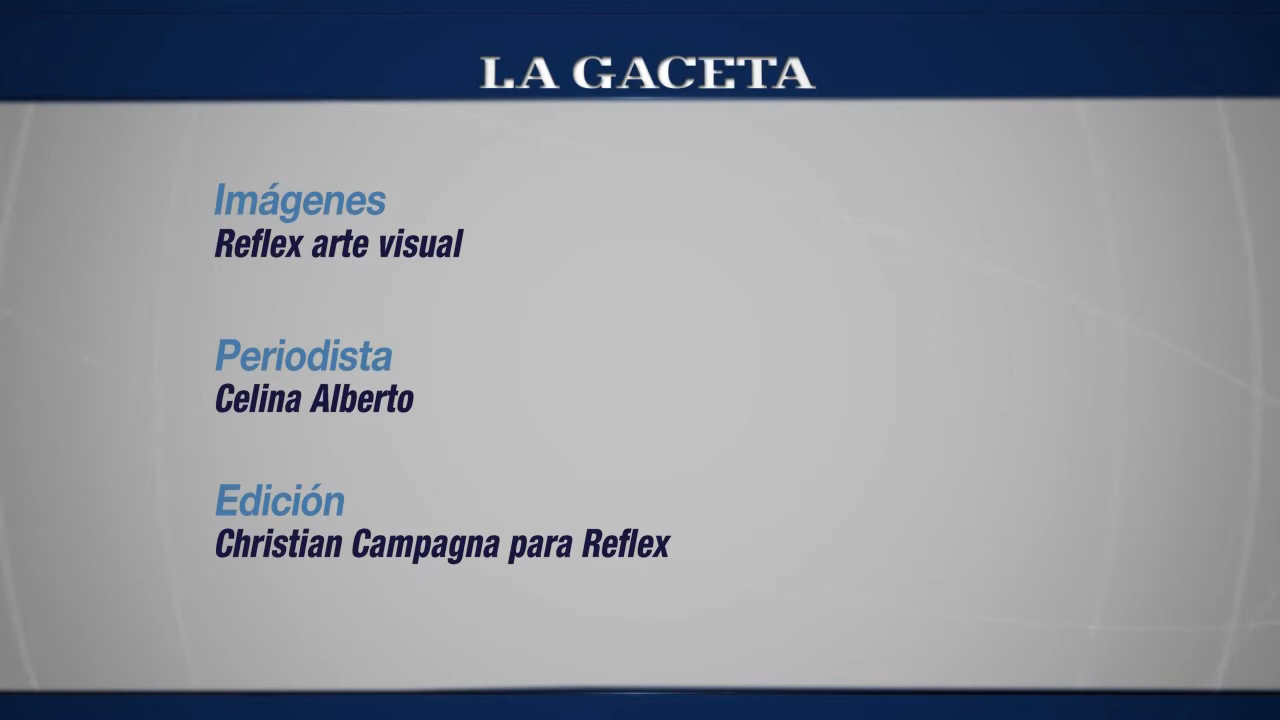 LA GACETA
Imágenes
Reflex arte visual
Periodista
Celina Alberto
Edición
Christian Campagna para Reflex